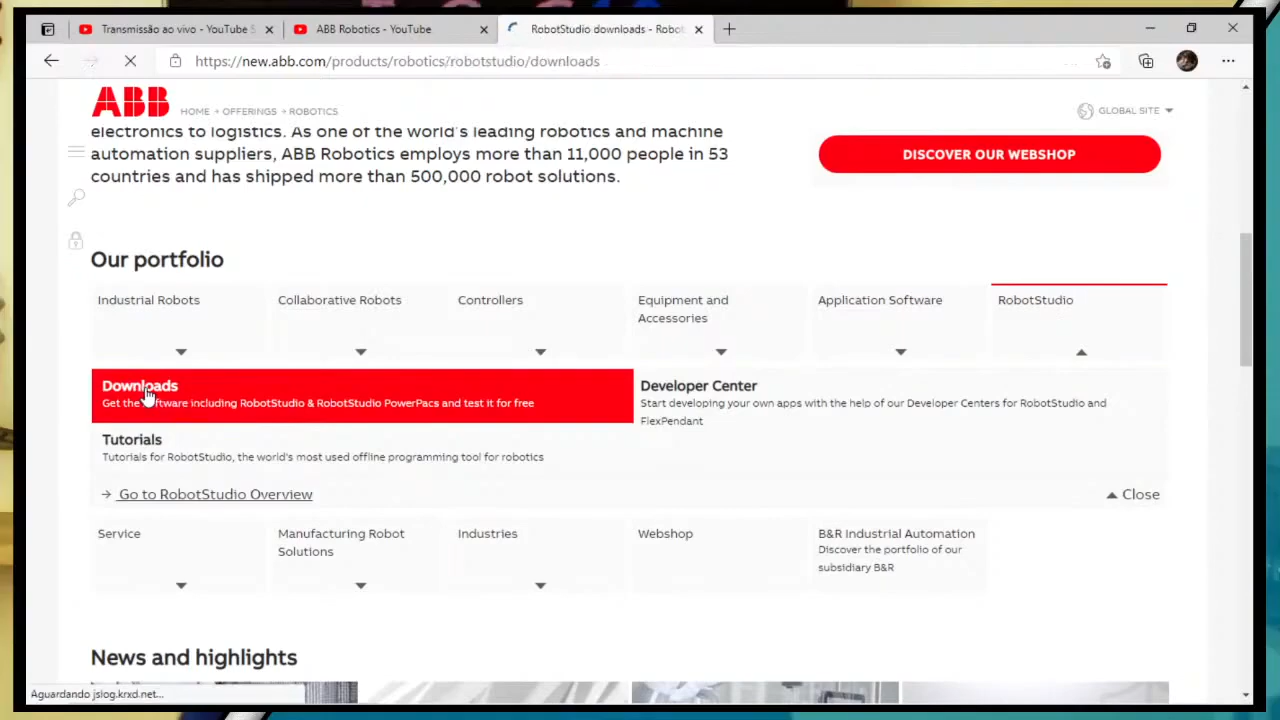 Transmissão ao vivo - YouTube
ABB Robotics - YouTube
RobotStudio downloads - Robot
https://new.abb.com/products/robotics/robotstudio/downloads
ABB
HOME → OFFERINGS → ROBOTICS
GLOBAL SITE
electronics to logistics. As one of the world's leading robotics and machine
automation suppliers, ABB Robotics employs more than 11,000 people in 53
countries and has shipped more than 500,000 robot solutions.
DISCOVER OUR WEBSHOP
Our portfolio
Industrial Robots
Collaborative Robots
Controllers
Equipment and
Accessories
Application Software
RobotStudio
Downloads
Get the software including RobotStudio & RobotStudio PowerPacs and test it for free
Developer Center
Start developing your own apps with the help of our Developer Centers for RobotStudio and
FlexPendant
Tutorials
Tutorials for RobotStudio, the world's most used offline programming tool for robotics
→ Go to RobotStudio Overview
Close
Service
Manufacturing Robot
Solutions
Industries
Webshop
B&R Industrial Automation
Discover the portfolio of our
subsidiary B&R
News and highlights
Aguardando jslog.krxd.net...